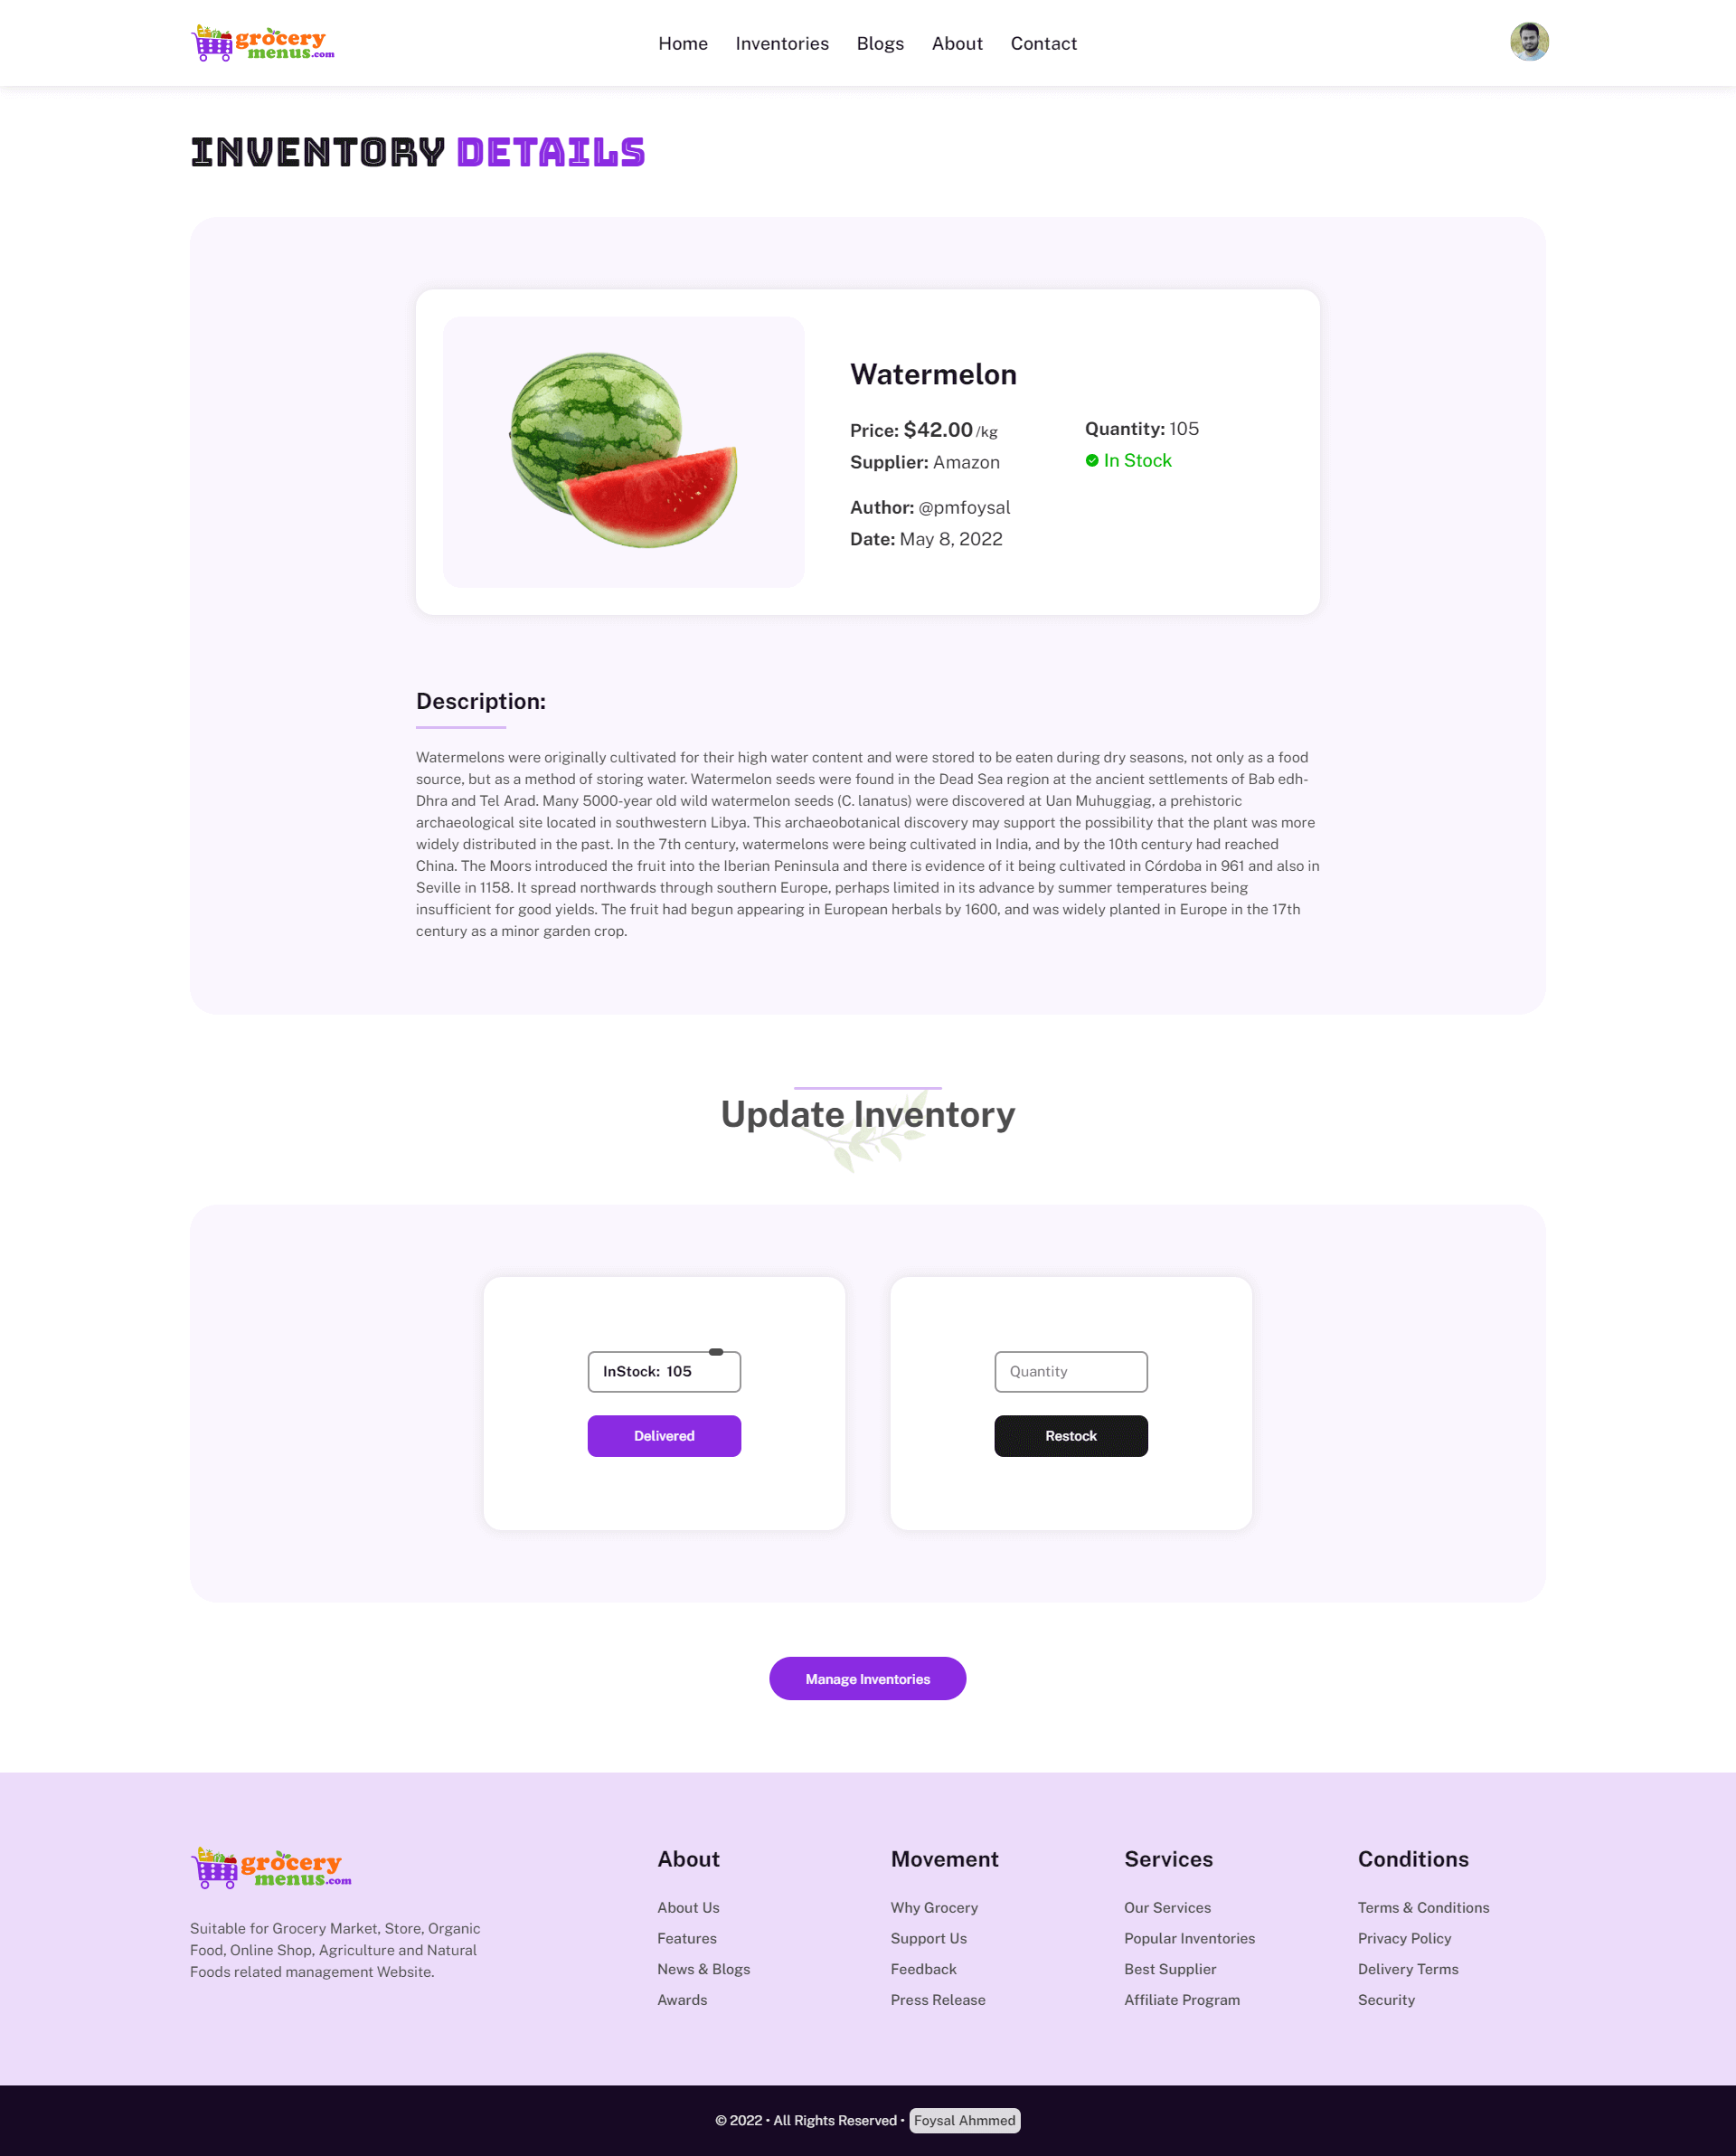 grocery
menus.com
Home Inventories Blogs About Contact
INVENTORY DETAILS
Watermelon
Price: $42.00 /kg
Supplier: Amazon
Quantity: 105
In Stock
Author: @pmfoysal
Date: May 8, 2022
Description:
Watermelons were originally cultivated for their high water content and were stored to be eaten during dry seasons, not only as a food
source, but as a method of storing water. Watermelon seeds were found in the Dead Sea region at the ancient settlements of Bab edh-
Dhra and Tel Arad. Many 5000-year old wild watermelon seeds (C. lanatus) were discovered at Uan Muhuggiag, a prehistoric
archaeological site located in southwestern Libya. This archaeobotanical discovery may support the possibility that the plant was more
widely distributed in the past. In the 7th century, watermelons were being cultivated in India, and by the 10th century had reached
China. The Moors introduced the fruit into the Iberian Peninsula and there is evidence of it being cultivated in Córdoba in 961 and also in
Seville in 1158. It spread northwards through southern Europe, perhaps limited in its advance by summer temperatures being
insufficient for good yields. The fruit had begun appearing in European herbals by 1600, and was widely planted in Europe in the 17th
century as a minor garden crop.
Update Inventory
InStock: 105
Delivered
Quantity
Restock
Manage Inventories
grocery
menus.com
Suitable for Grocery Market, Store, Organic
Food, Online Shop, Agriculture and Natural
Foods related management Website.
About
About Us
Features
News & Blogs
Awards
Movement
Why Grocery
Support Us
Feedback
Press Release
Services
Our Services
Popular Inventories
Best Supplier
Affiliate Program
Conditions
Terms & Conditions
Privacy Policy
Delivery Terms
Security
© 2022 • All Rights Reserved • Foysal Ahmmed